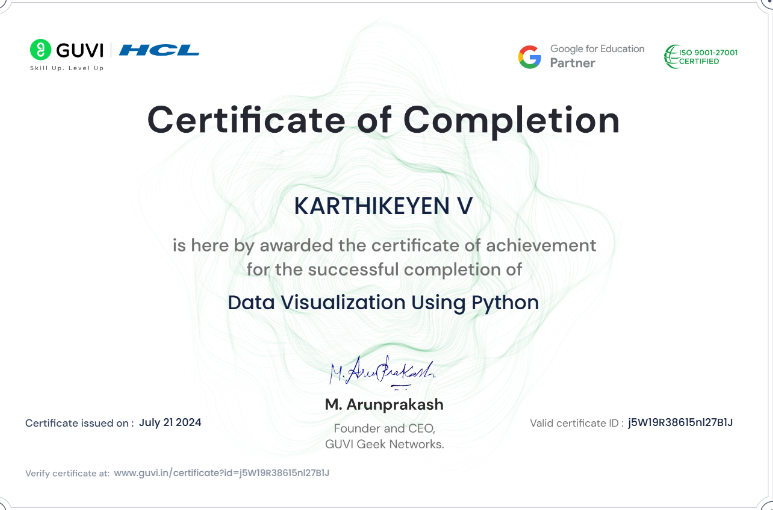 GUVI HCL
Skill Up. Level Up
Google for Education
Partner
ISO 9001-27001
CERTIFIED
Certificate of Completion
KARTHIKEYEN V
is here by awarded the certificate of achievement
for the successful completion of
Data Visualization Using Python
M. ArunPrakash
M. Arunprakash
Founder and CEO,
GUVI Geek Networks.
Certificate issued on : July 21 2024
Valid certificate ID : j5W19R38615nl27B1J
Verify certificate at: www.guvi.in/certificate?id=j5W19R38615nl27B1J